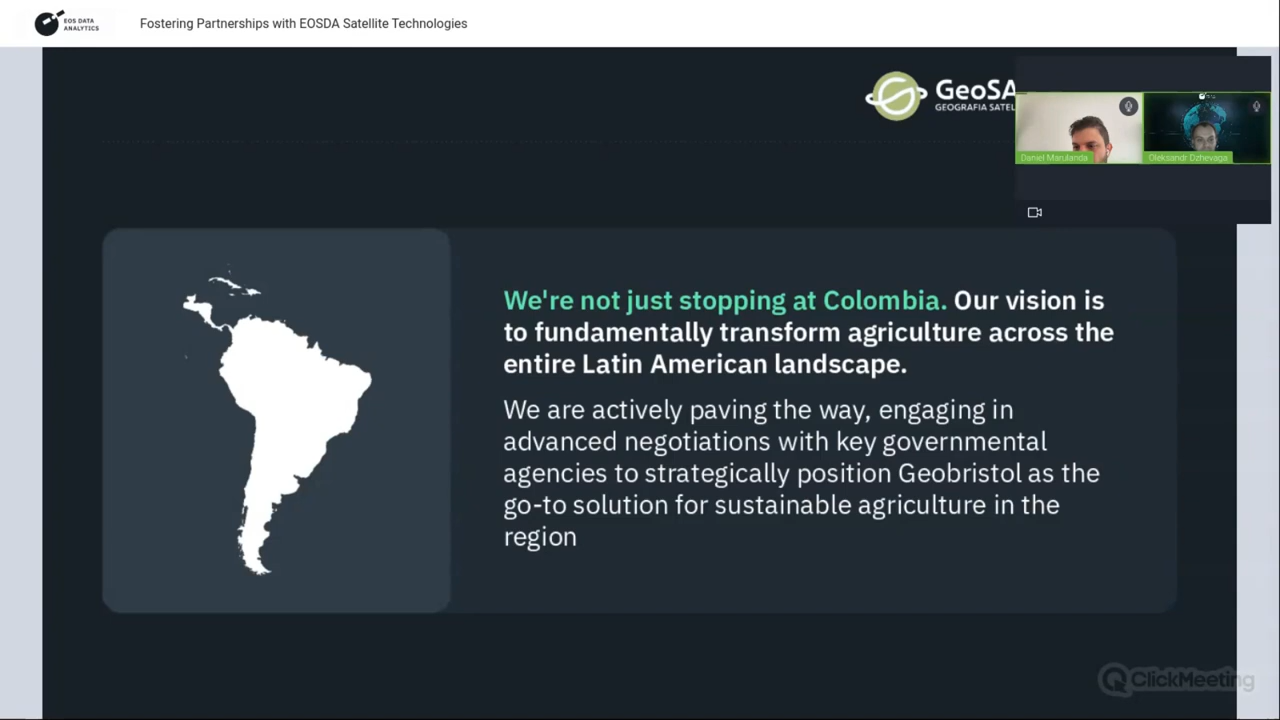 EOS DATA
ANALYTICS
Fostering Partnerships with EOSDA Satellite Technologies
GeoSA
GEOGRAFIA SATEL
Daniel Marulanda
Oleksandr Dzhevaga
We're not just stopping at Colombia. Our vision is
to fundamentally transform agriculture across the
entire Latin American landscape.
We are actively paving the way, engaging in
advanced negotiations with key governmental
agencies to strategically position Geobristol as the
go-to solution for sustainable agriculture in the
region
ClickMeeting